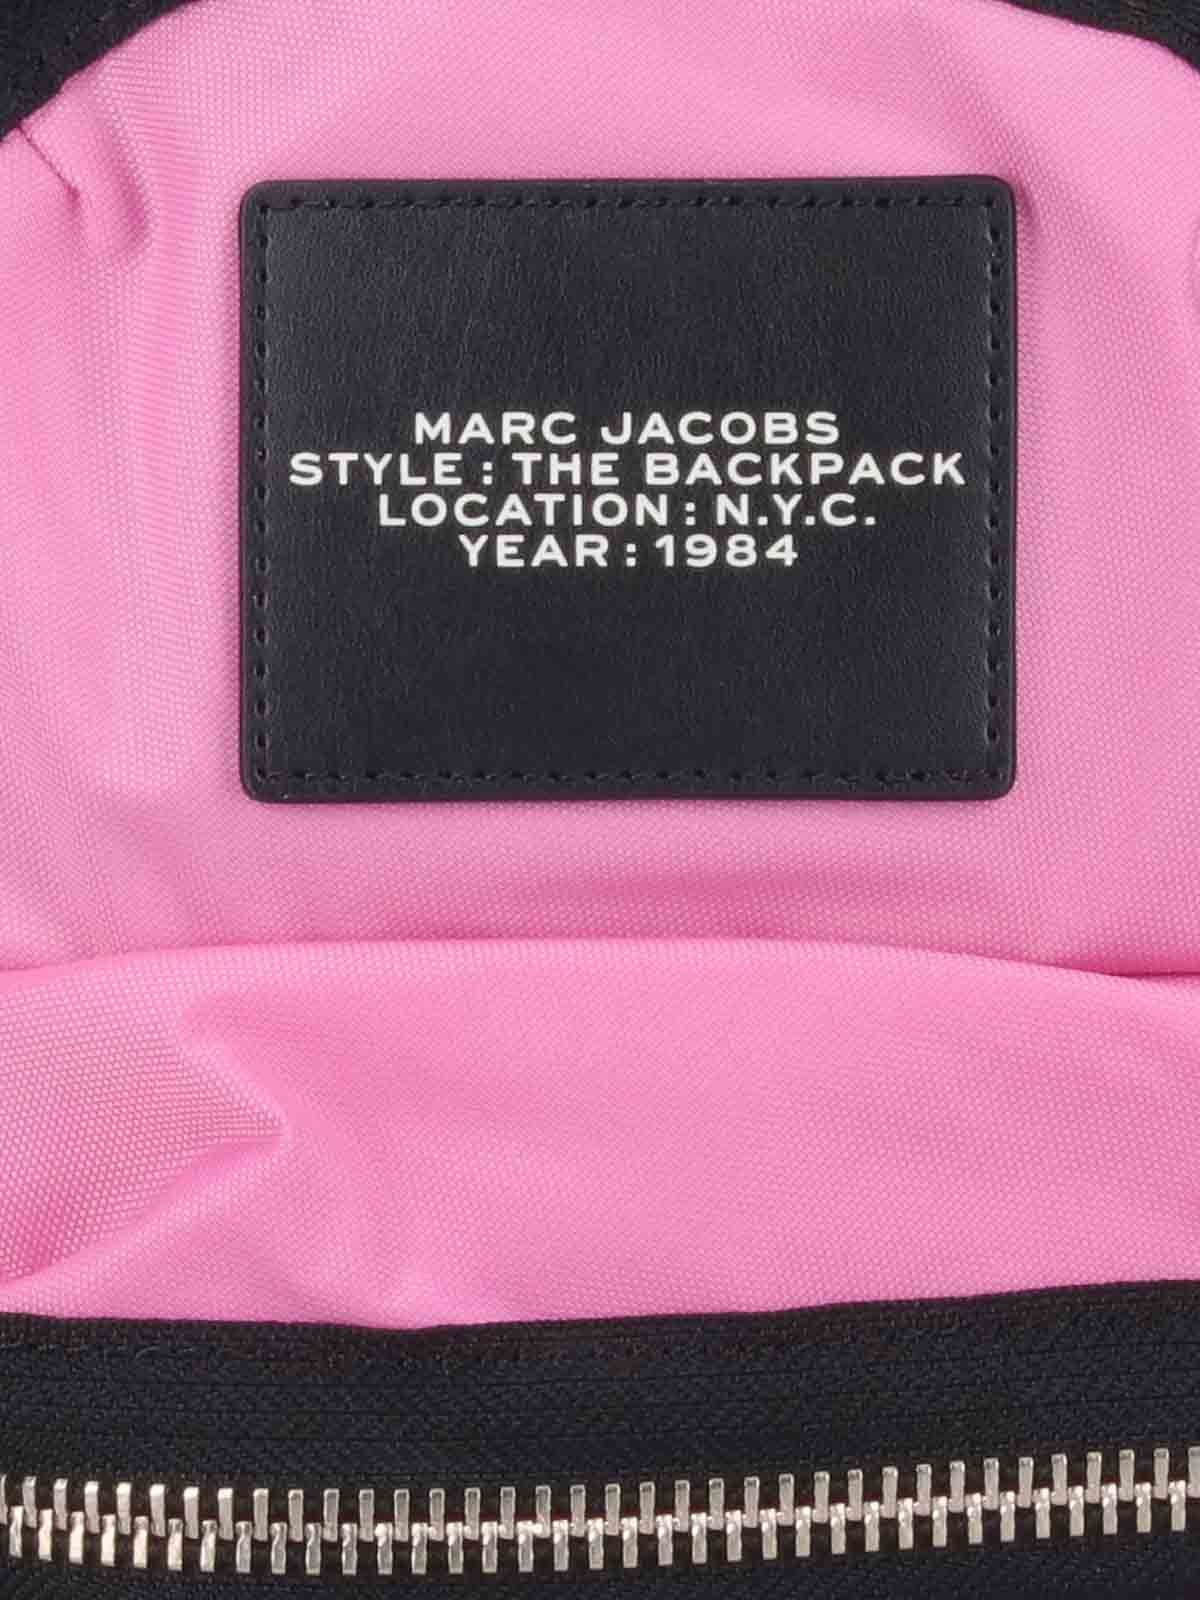 MARC JACOBS
STYLE : THE BACKPACK
LOCATION : N.Y.C.
YEAR : 1984